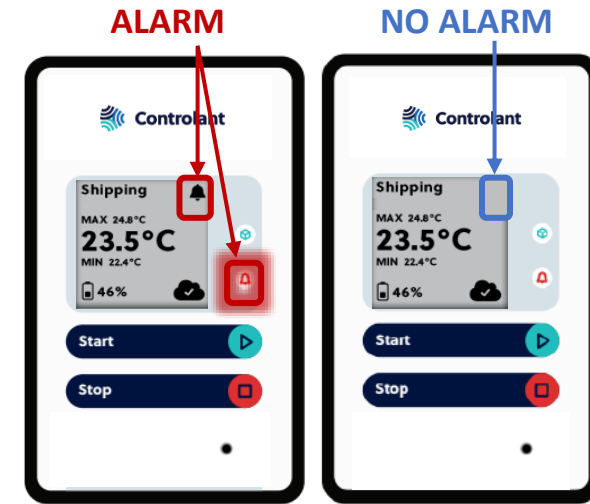 ALARM
NO ALARM
Controlant
Shipping
MAX 24.8°C
23.5°C
MIN 22.4°C
46%
Start
Stop
Controlant
Shipping
MAX 24.8°C
23.5°C
MIN 22.4°C
46%
Start
Stop